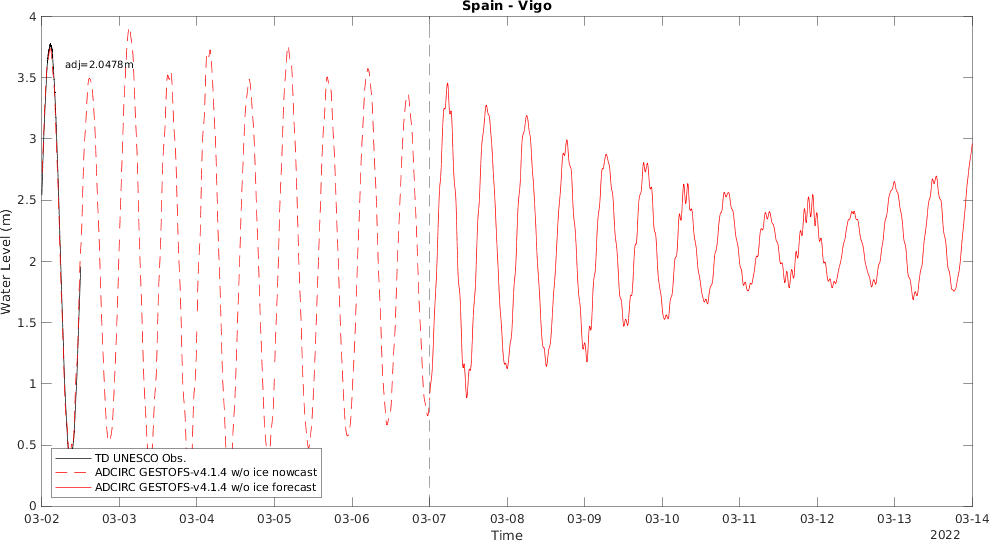 Spain - Vigo
4
adj=2.0478m
3.5
3
2.5
2
1.5
1
0.5
0
Water Level (m)
TD UNESCO Obs.
ADCIRC GESTOFS-v4.1.4 w/o ice nowcast
ADCIRC GESTOFS-v4.1.4 w/o ice forecast
03-02 03-03 03-04 03-05 03-06 03-07 03-08 03-09 03-10 03-11 03-12 03-13 03-14
Time
2022